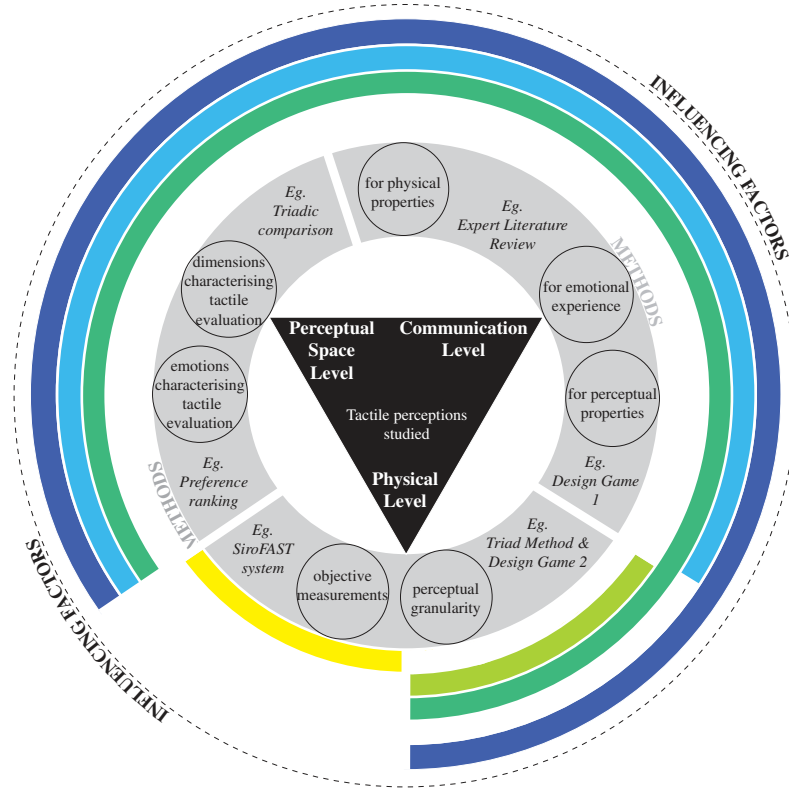 INFLUENCING FACTORS
METHODS
for physical
properties
Eg.
Expert Literature
Review
for emotional
experience
for perceptual
properties
Eg.
Design Game
1
Eg.
Triadic
comparison
dimensions
characterising
tactile
evaluation
emotions
characterising
tactile
evaluation
Eg.
Preference
ranking
Perceptual
Space
Level
Communication
Level
Tactile perceptions
studied
Physical
Level
Eg.
SiroFAST
system
objective
measurements
perceptual
granularity
Eg.
Triad Method &
Design Game 2
METHODS
INFLUENCING FACTORS